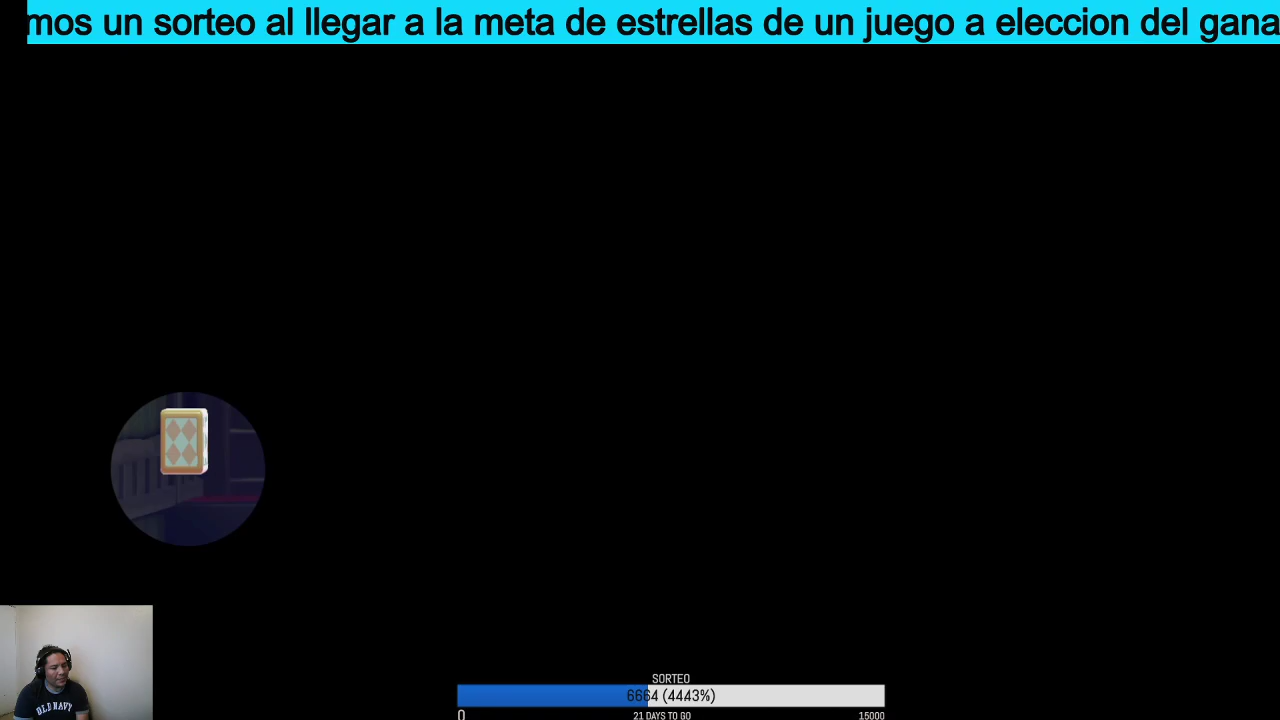 mos un sorteo al llegar a la meta de estrellas de un juego a eleccion del gana
SORTEO
6664 (4443%)
0 21 DAYS TO GO 15000
OLD NAVY